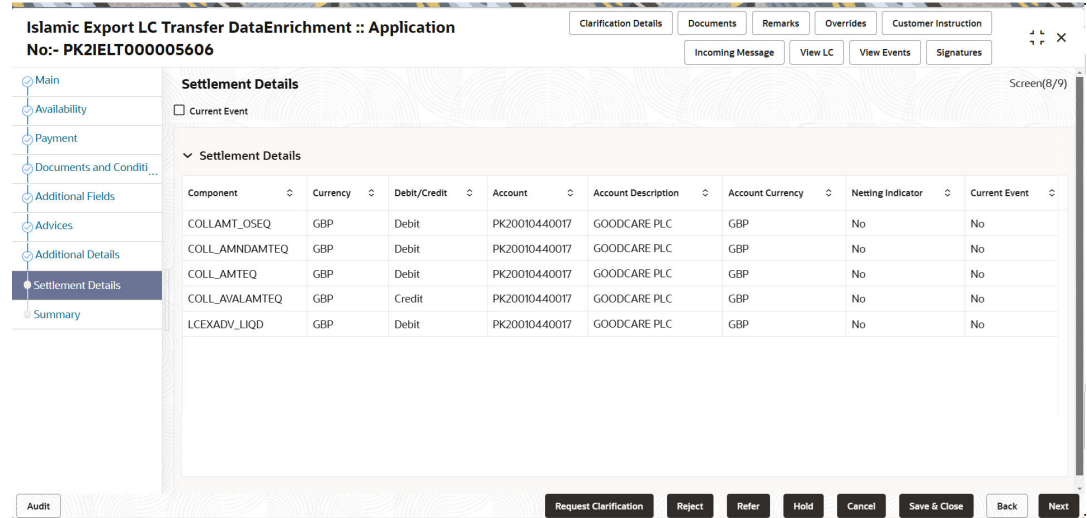 Islamic Export LC Transfer DataEnrichment :: Application
No:- PK2IELT000005606
Clarification Details Documents Remarks Overrides Customer Instruction
Incoming Message View LC View Events Signatures
Main
Availability
Payment
Documents and Conditi...
Additional Fields
Advices
Additional Details
Settlement Details
Summary
Settlement Details Screen(8/9)
Current Event
Settlement Details
Component Currency Debit/Credit Account Account Description Account Currency Netting Indicator Current Event
COLLAMT_OSEQ GBP Debit PK20010440017 GOODCARE PLC GBP No No
COLL_AMNDAMTEQ GBP Debit PK20010440017 GOODCARE PLC GBP No No
COLL_AMTEQ GBP Debit PK20010440017 GOODCARE PLC GBP No No
COLL_AVALAMTEQ GBP Credit PK20010440017 GOODCARE PLC GBP No No
LCEXADV_LIQD GBP Debit PK20010440017 GOODCARE PLC GBP No No
Audit Request Clarification Reject Refer Hold Cancel Save & Close Back Next